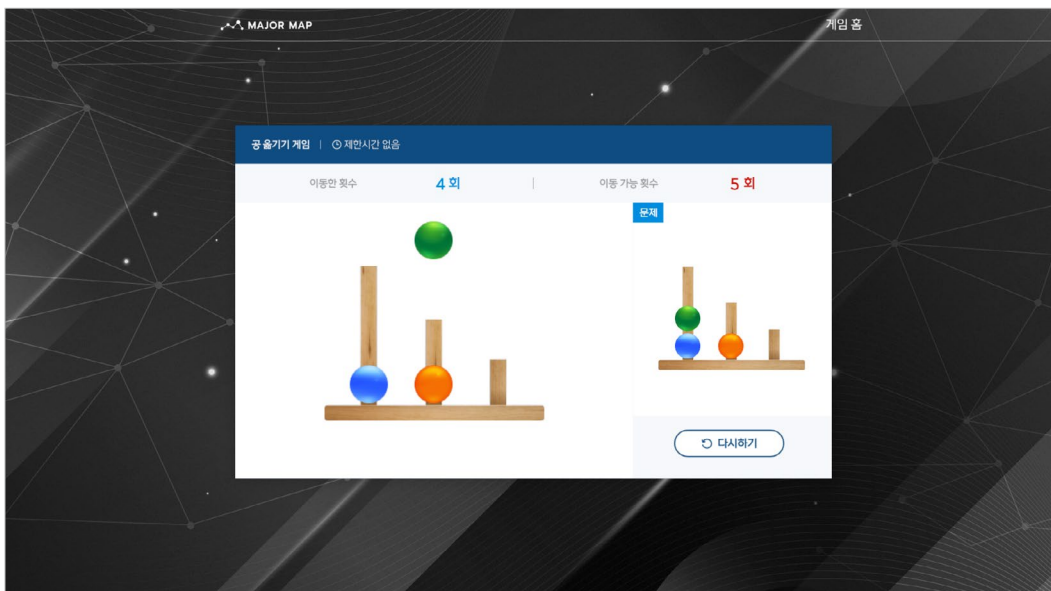 MAJOR MAP
게임 홈
공 옮기기 게임 | 제한시간 없음
이동한 횟수 4 회 | 이동 가능 횟수 5 회
문제
다시하기